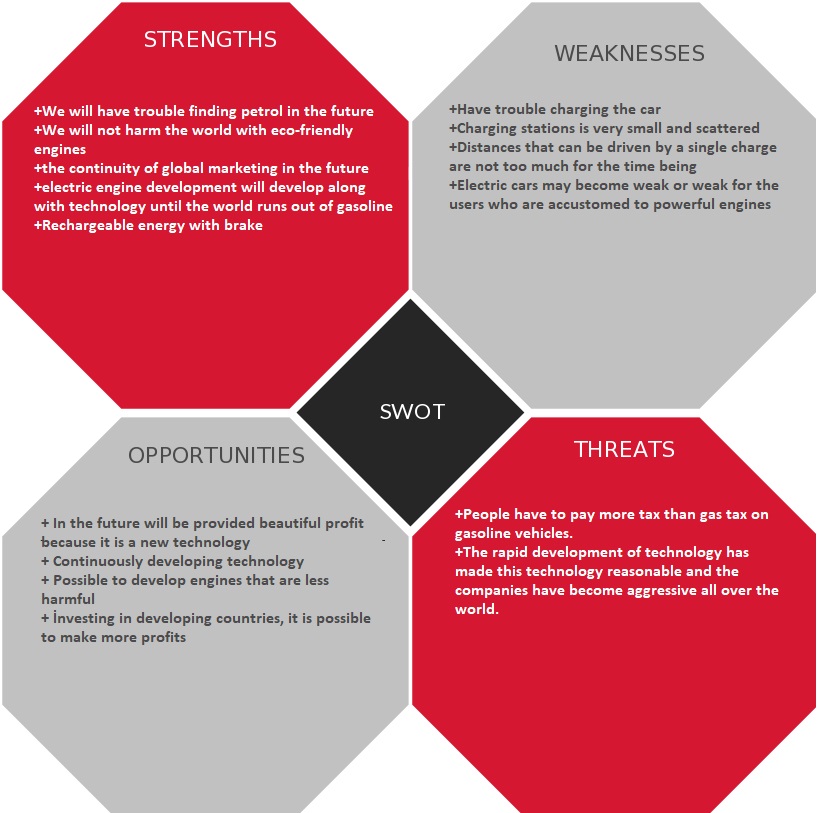 STRENGTHS
+We will have trouble finding petrol in the future
+We will not harm the world with eco-friendly
engines
+the continuity of global marketing in the future
+electric engine development will develop along
with technology until the world runs out of gasoline
+Rechargeable energy with brake
WEAKNESSES
+Have trouble charging the car
+Charging stations is very small and scattered
+Distances that can be driven by a single charge
are not too much for the time being
+Electric cars may become weak or weak for the
users who are accustomed to powerful engines
SWOT
OPPORTUNITIES
+ In the future will be provided beautiful profit
because it is a new technology
+ Continuously developing technology
+ Possible to develop engines that are less
harmful
+ İnvesting in developing countries, it is possible
to make more profits
-
THREATS
+People have to pay more tax than gas tax on
gasoline vehicles.
+The rapid development of technology has
made this technology reasonable and the
companies have become aggressive all over the
world.